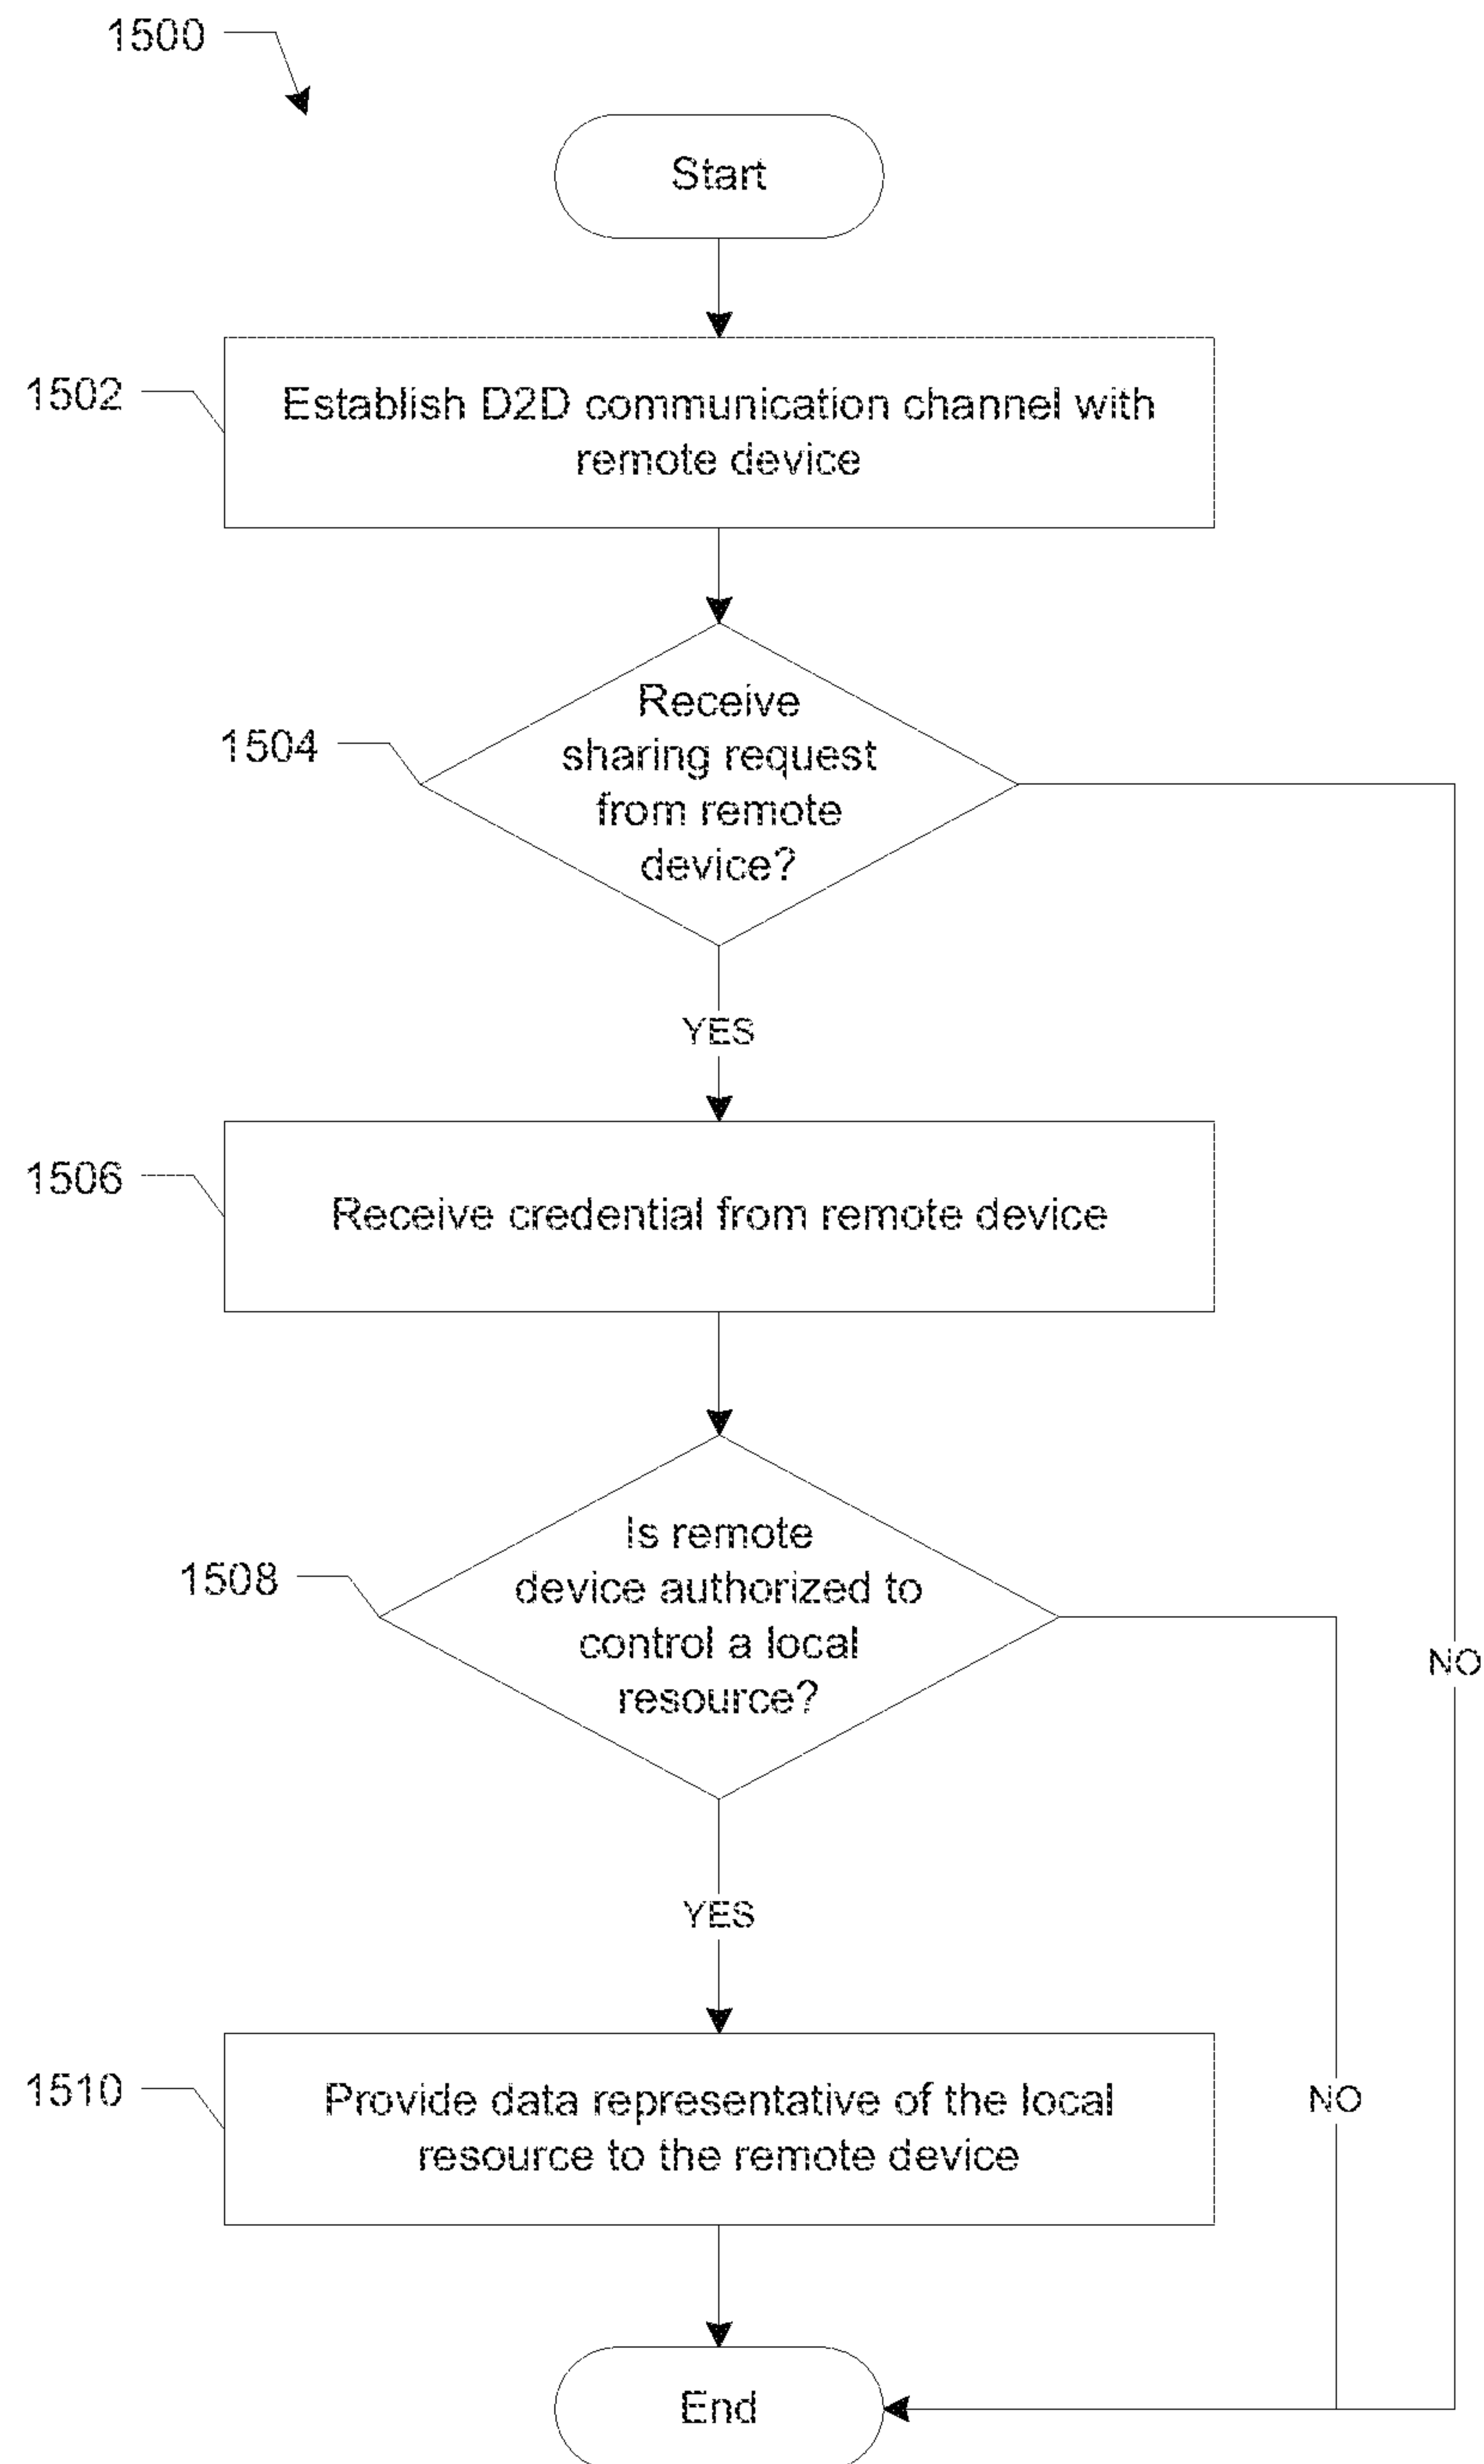 1500
Start
1502
Establish D2D communication channel with
remote device
1504
Receive
sharing request
from remote
device?
YES
1506
Receive credential from remote device
1508
Is remote
device authorized to
control a local
resource?
NO
YES
1510
Provide data representative of the local
resource to the remote device
NO
End